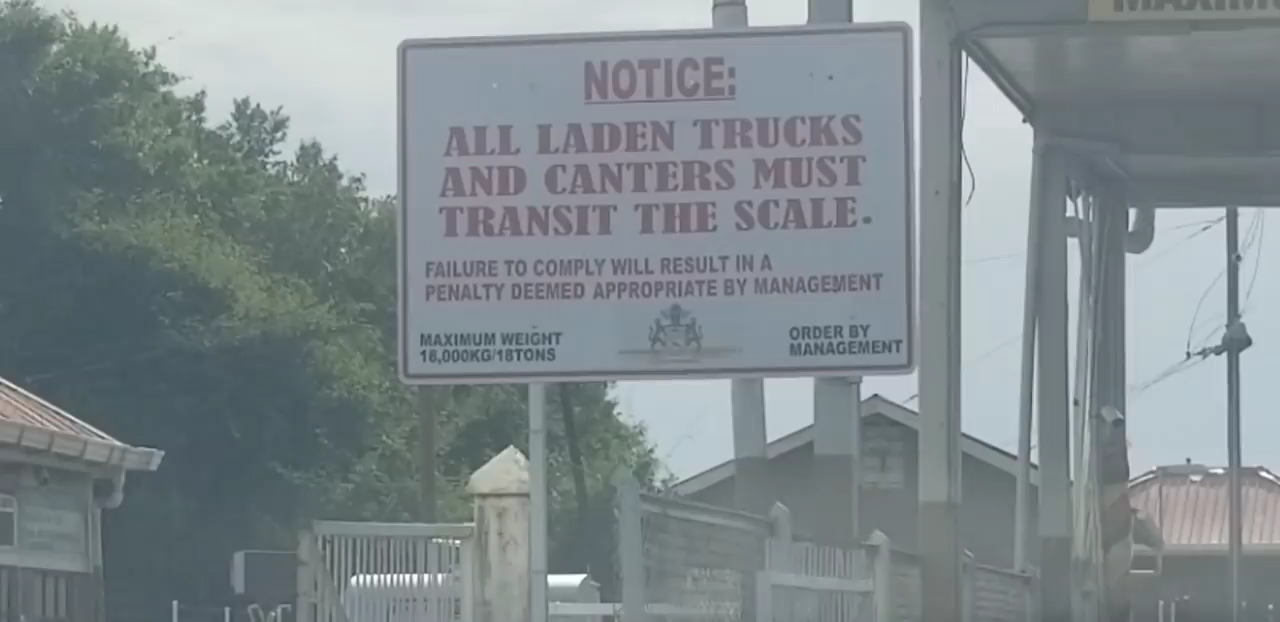 MAXIMU
NOTICE:
ALL LADEN TRUCKS
AND CANTERS MUST
TRANSIT THE SCALE.
FAILURE TO COMPLY WILL RESULT IN A
PENALTY DEEMED APPROPRIATE BY MANAGEMENT
MAXIMUM WEIGHT
18,000KG/18TONS
ORDER BY
MANAGEMENT